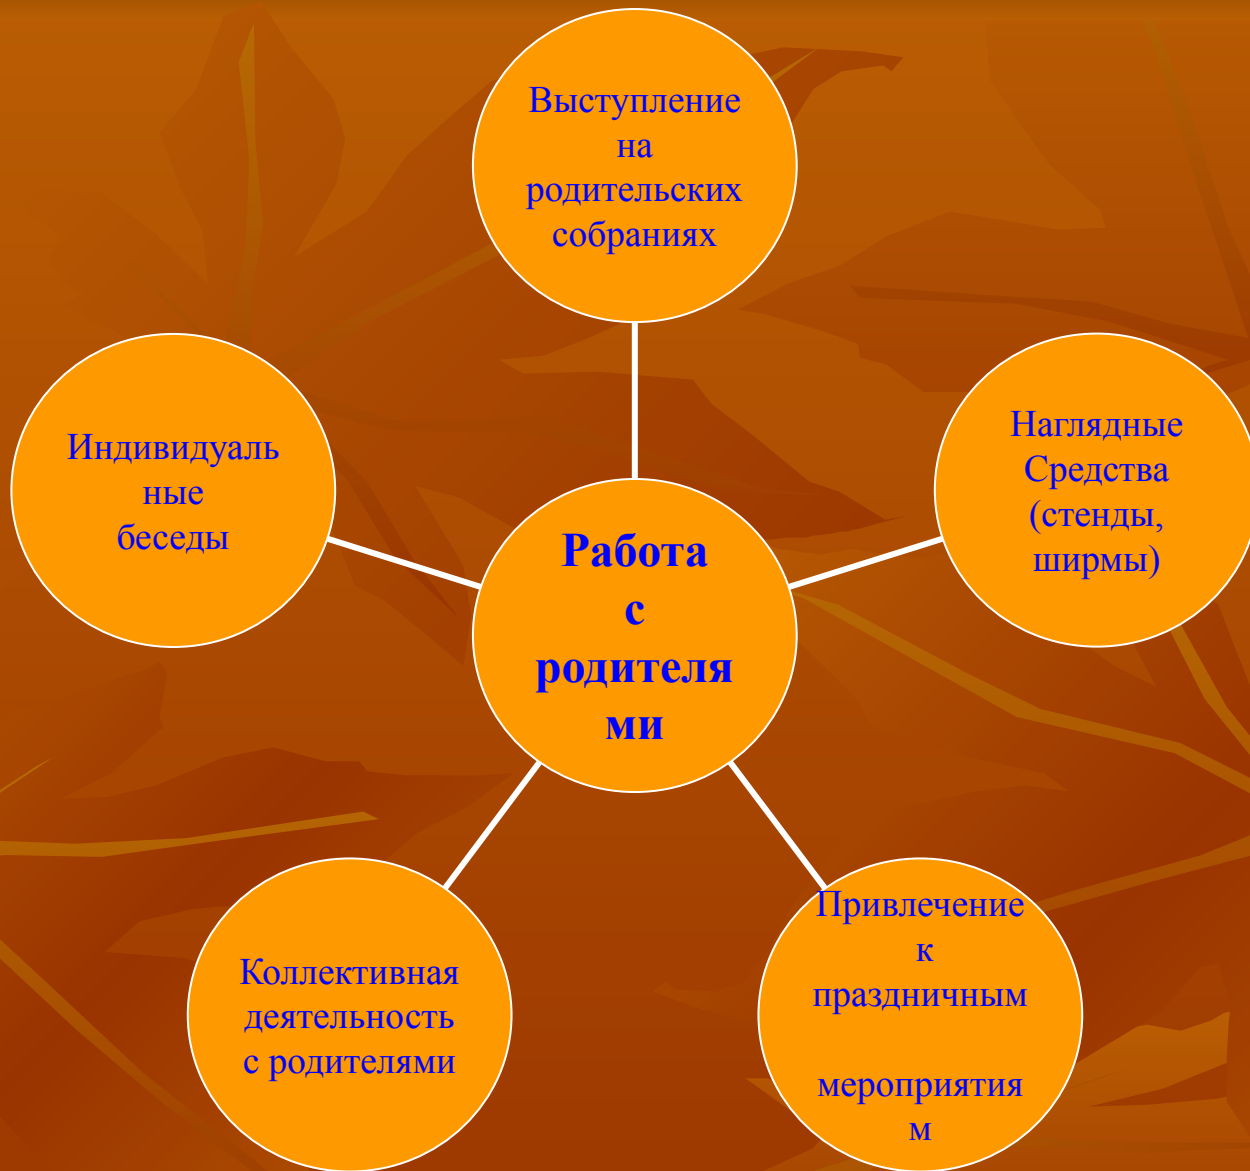 Выступление
на
родительских
собраниях
Индивидуаль
ные
беседы
Наглядные
Средства
(стенды,
ширмы)
Работа
с
родителя
ми
Коллективная
деятельность
с родителями
Привлечение
к
праздничным
мероприятия
м